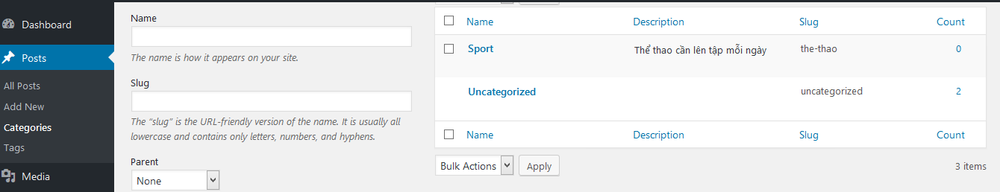 Dashboard
Posts
All Posts
Add New
Categories
Tags
Media
Name
The name is how it appears on your site.
Slug
The “slug” is the URL-friendly version of the name. It is usually all
lowercase and contains only letters, numbers, and hyphens.
Parent
None
Name Description Slug Count
Sport Thể thao cần lên tập mỗi ngày the-thao 0
Uncategorized uncategorized 2
Name Description Slug Count
Bulk Actions Apply 3 items